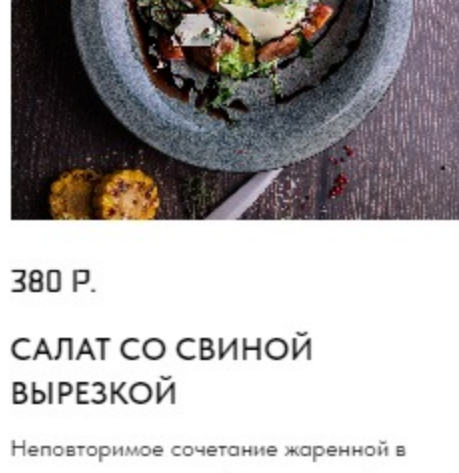 380 Р.
САЛАТ СО СВИНОЙ
ВЫРЕЗКОЙ
Неповторимое сочетание жаренной в